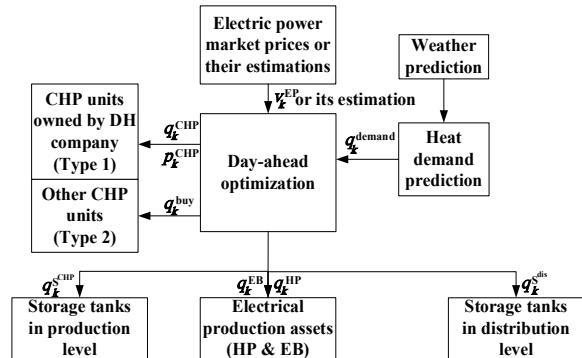 Electric power
market prices or
their estimations
Weather
prediction
v_k^EP or its estimation
CHP units
owned by DH
company
(Type 1)
q_k^CHP
p_k^CHP
Day-ahead
optimization
q_k^demand
Heat
demand
prediction
Other CHP
units
(Type 2)
q_k^buy
q_k^S^CHP
q_k^EB
q_k^HP
q_k^S^dis
Storage tanks
in production
level
Electrical
production assets
(HP & EB)
Storage tanks
in distribution
level